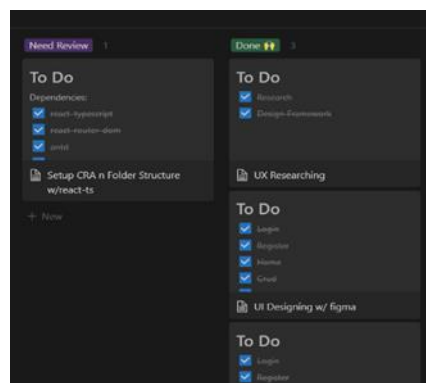 Need Review 1
To Do
Dependencies:
react-typescript
react-router-dom
antd
Setup CRA n Folder Structure
w/react-ts
+ New
Done 🙌 3
To Do
Research
Design Framework
UX Researching
To Do
Login
Register
Home
Crud
UI Designing w/ figma
To Do
Login
Register